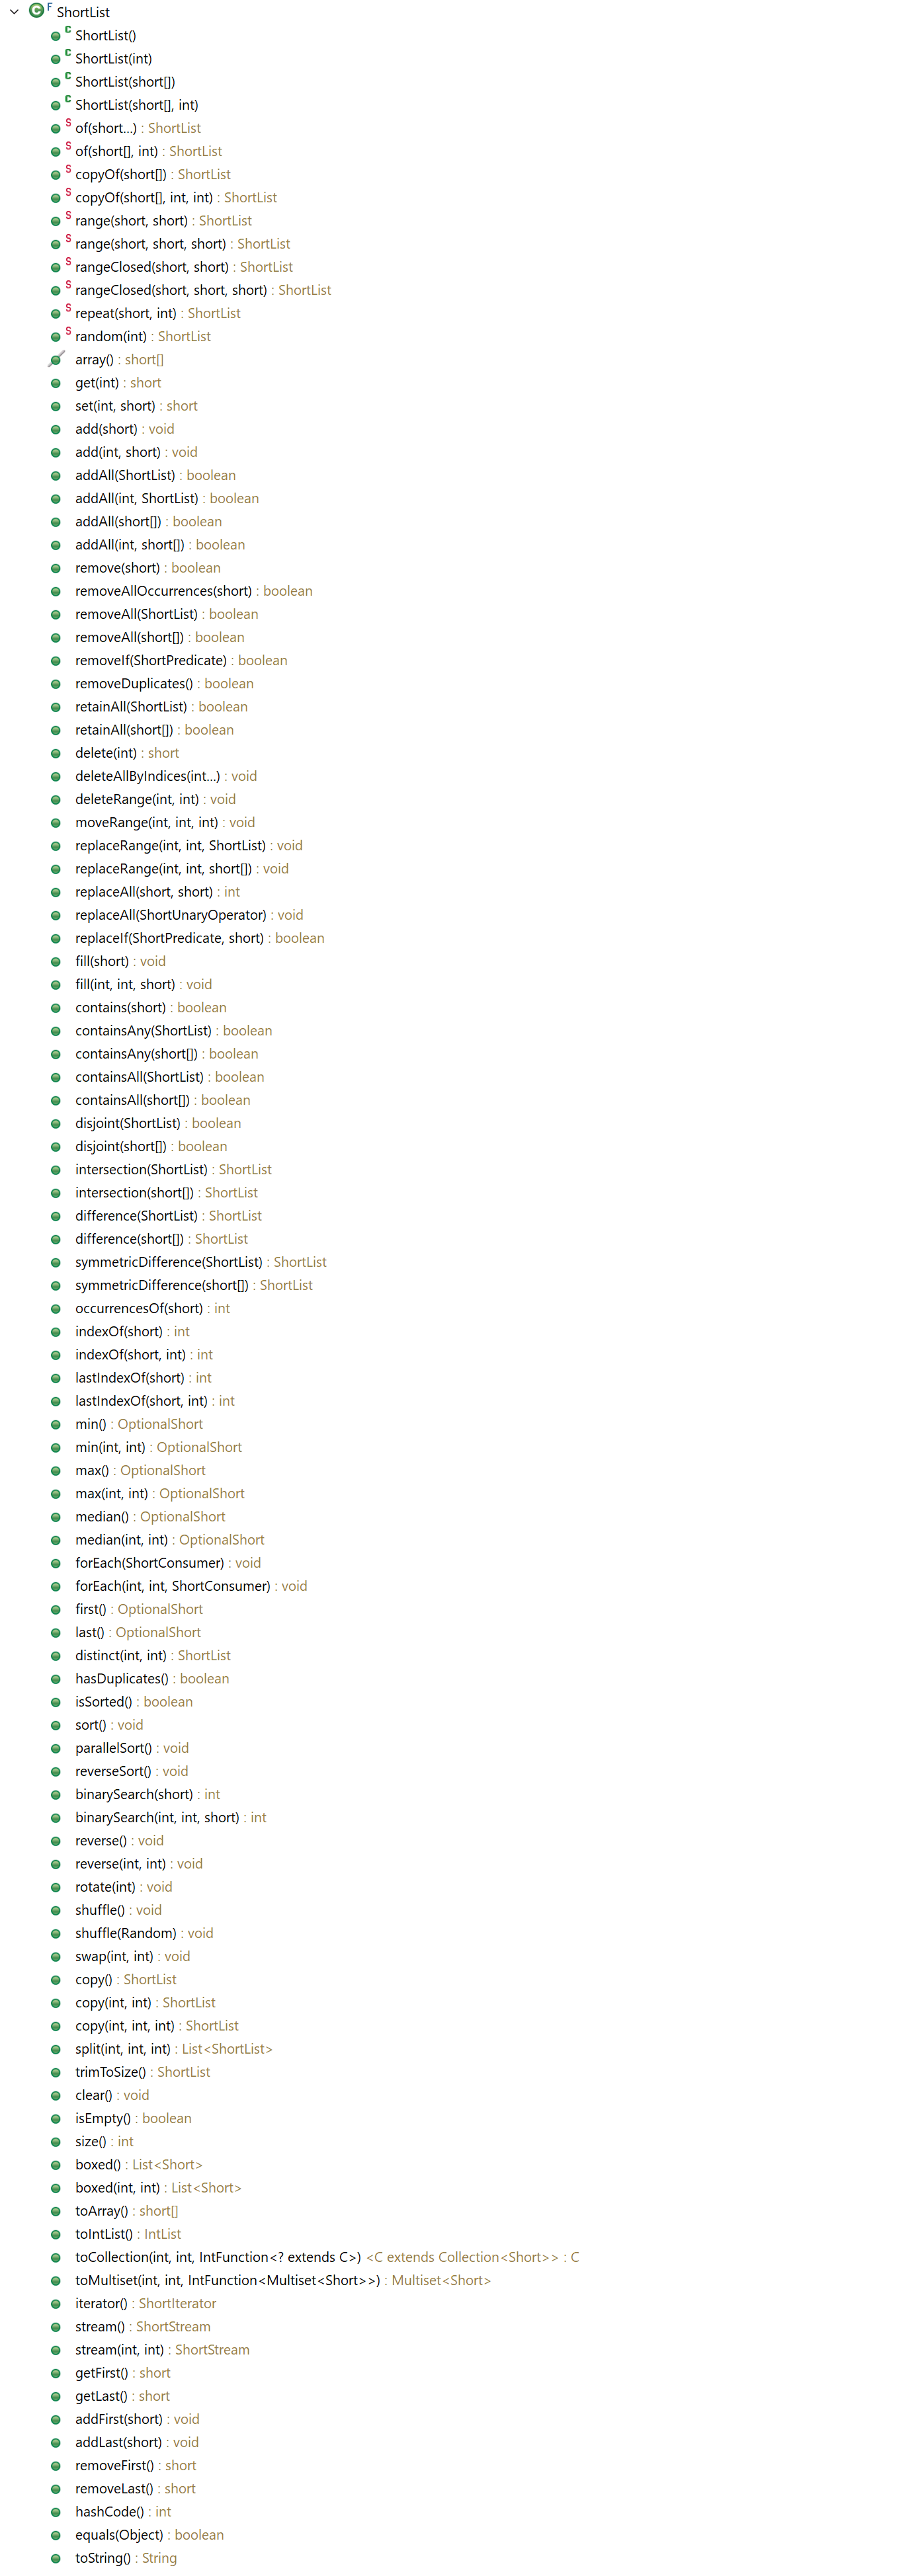 ShortList
ShortList()
ShortList(int)
ShortList(short[])
ShortList(short[], int)
of(short...) : ShortList
of(short[], int) : ShortList
copyOf(short[]) : ShortList
copyOf(short[], int, int) : ShortList
range(short, short) : ShortList
range(short, short, short) : ShortList
rangeClosed(short, short) : ShortList
rangeClosed(short, short, short) : ShortList
repeat(short, int) : ShortList
random(int) : ShortList
array() : short[]
get(int) : short
set(int, short) : short
add(short) : void
add(int, short) : void
addAll(ShortList) : boolean
addAll(int, ShortList) : boolean
addAll(short[]) : boolean
addAll(int, short[]) : boolean
remove(short) : boolean
removeAllOccurrences(short) : boolean
removeAll(ShortList) : boolean
removeAll(short[]) : boolean
removeIf(ShortPredicate) : boolean
removeDuplicates() : boolean
retainAll(ShortList) : boolean
retainAll(short[]) : boolean
delete(int) : short
deleteAllByIndices(int...) : void
deleteRange(int, int) : void
moveRange(int, int, int) : void
replaceRange(int, int, ShortList) : void
replaceRange(int, int, short[]) : void
replaceAll(short, short) : int
replaceAll(ShortUnaryOperator) : void
replaceIf(ShortPredicate, short) : boolean
fill(short) : void
fill(int, int, short) : void
contains(short) : boolean
containsAny(ShortList) : boolean
containsAny(short[]) : boolean
containsAll(ShortList) : boolean
containsAll(short[]) : boolean
disjoint(ShortList) : boolean
disjoint(short[]) : boolean
intersection(ShortList) : ShortList
intersection(short[]) : ShortList
difference(ShortList) : ShortList
difference(short[]) : ShortList
symmetricDifference(ShortList) : ShortList
symmetricDifference(short[]) : ShortList
occurrencesOf(short) : int
indexOf(short) : int
indexOf(short, int) : int
lastIndexOf(short) : int
lastIndexOf(short, int) : int
min() : OptionalShort
min(int, int) : OptionalShort
max() : OptionalShort
max(int, int) : OptionalShort
median() : OptionalShort
median(int, int) : OptionalShort
forEach(ShortConsumer) : void
forEach(int, int, ShortConsumer) : void
first() : OptionalShort
last() : OptionalShort
distinct(int, int) : ShortList
hasDuplicates() : boolean
isSorted() : boolean
sort() : void
parallelSort() : void
reverseSort() : void
binarySearch(short) : int
binarySearch(int, int, short) : int
reverse() : void
reverse(int, int) : void
rotate(int) : void
shuffle() : void
shuffle(Random) : void
swap(int, int) : void
copy() : ShortList
copy(int, int) : ShortList
copy(int, int, int) : ShortList
split(int, int, int) : List<ShortList>
trimToSize() : ShortList
clear() : void
isEmpty() : boolean
size() : int
boxed() : List<Short>
boxed(int, int) : List<Short>
toArray() : short[]
toIntList() : IntList
toCollection(int, int, IntFunction<? extends C>) <C extends Collection<Short>> : C
toMultiset(int, int, IntFunction<Multiset<Short>>) : Multiset<Short>
iterator() : ShortIterator
stream() : ShortStream
stream(int, int) : ShortStream
getFirst() : short
getLast() : short
addFirst(short) : void
addLast(short) : void
removeFirst() : short
removeLast() : short
hashCode() : int
equals(Object) : boolean
toString() : String